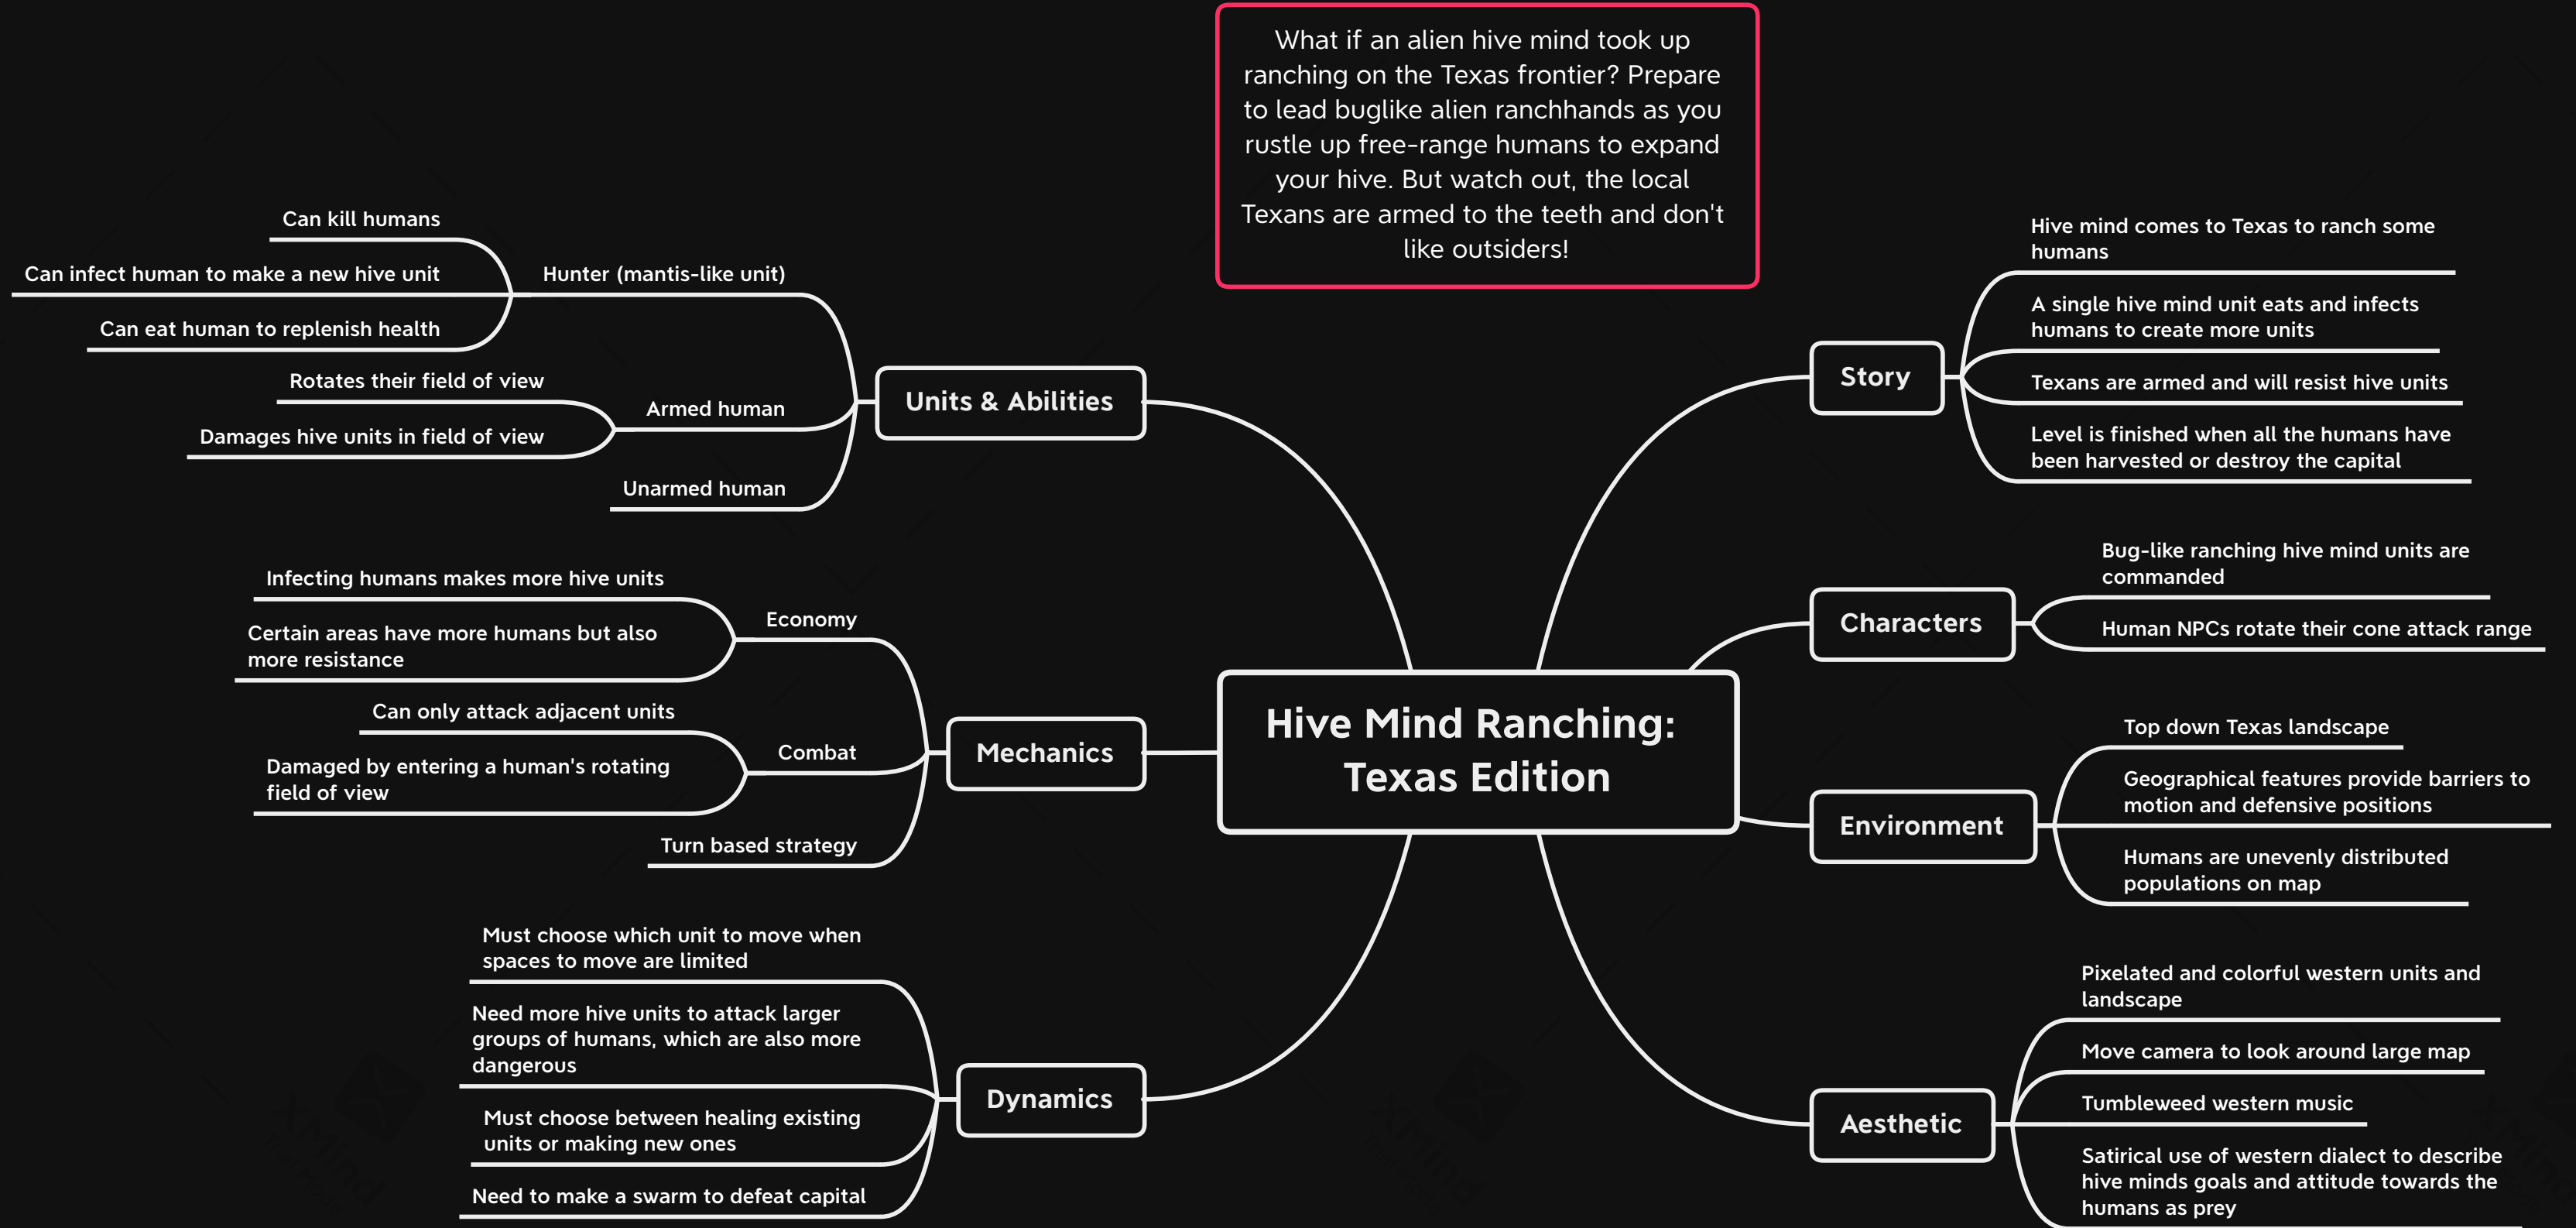 What if an alien hive mind took up
ranching on the Texas frontier? Prepare
to lead buglike alien ranchhands as you
rustle up free-range humans to expand
your hive. But watch out, the local
Texans are armed to the teeth and don't
like outsiders!
Hive Mind Ranching:
Texas Edition
Units & Abilities
Hunter (mantis-like unit)
Can kill humans
Can infect human to make a new hive unit
Can eat human to replenish health
Armed human
Rotates their field of view
Damages hive units in field of view
Unarmed human
Mechanics
Economy
Infecting humans makes more hive units
Certain areas have more humans but also
more resistance
Combat
Can only attack adjacent units
Damaged by entering a human's rotating
field of view
Turn based strategy
Dynamics
Must choose which unit to move when
spaces to move are limited
Need more hive units to attack larger
groups of humans, which are also more
dangerous
Must choose between healing existing
units or making new ones
Need to make a swarm to defeat capital
Story
Hive mind comes to Texas to ranch some
humans
A single hive mind unit eats and infects
humans to create more units
Texans are armed and will resist hive units
Level is finished when all the humans have
been harvested or destroy the capital
Characters
Bug-like ranching hive mind units are
commanded
Human NPCs rotate their cone attack range
Environment
Top down Texas landscape
Geographical features provide barriers to
motion and defensive positions
Humans are unevenly distributed
populations on map
Aesthetic
Pixelated and colorful western units and
landscape
Move camera to look around large map
Tumbleweed western music
Satirical use of western dialect to describe
hive minds goals and attitude towards the
humans as prey
XMind
XMind
XMind